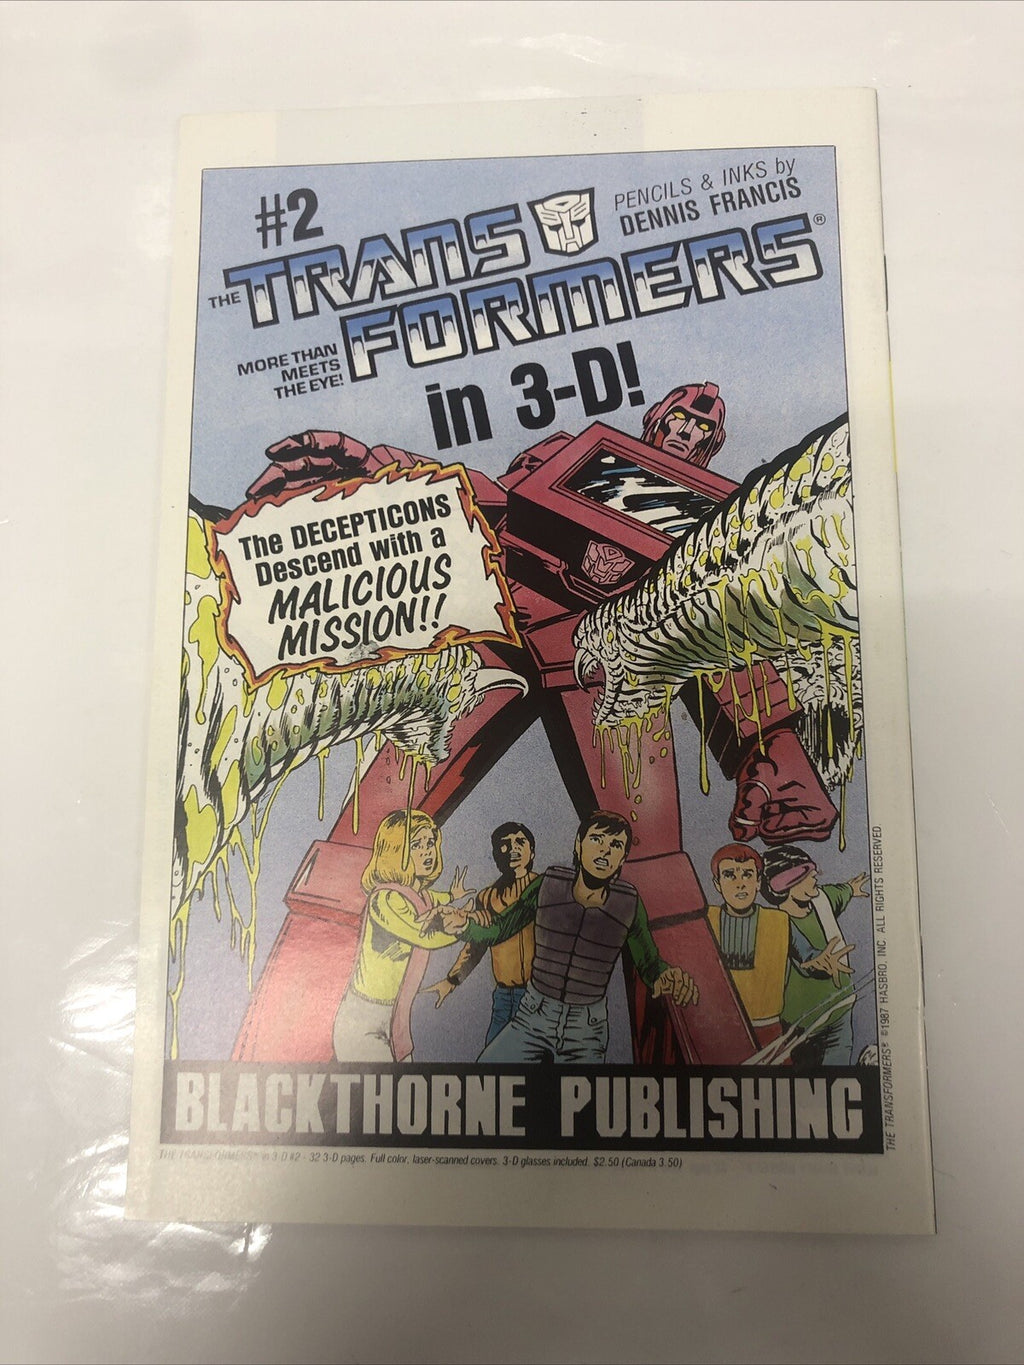 #2
PENCILS & INKS by
DENNIS FRANCIS
THE TRANS
FORMERS®
MORE THAN
MEETS
THE EYE!
in 3-D!
The DECEPTICONS
Descend with a
MALICIOUS
MISSION!!
BLACKTHORNE PUBLISHING
THE TRANSFORMERS® in 3-D #2 - 32 3-D pages. Full color, laser-scanned covers. 3-D glasses included. $2.50 (Canada 3.50)
THE TRANSFORMERS® ©1987 HASBRO, INC. ALL RIGHTS RESERVED.